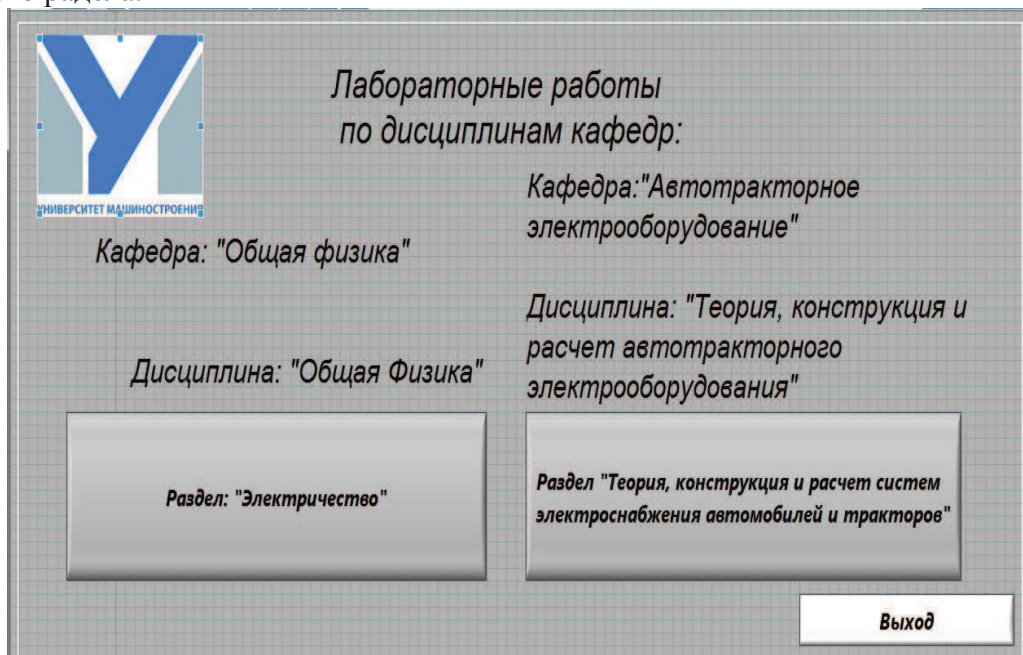 Лабораторные работы
по дисциплинам кафедр:
УНИВЕРСИТЕТ МАШИНОСТРОЕНИЯ
Кафедра: "Общая физика"
Дисциплина: "Общая Физика"
Раздел: "Электричество"
Кафедра:"Автотракторное
электрооборудование"
Дисциплина: "Теория, конструкция и
расчет автотракторного
электрооборудования"
Раздел "Теория, конструкция и расчет систем
электроснабжения автомобилей и тракторов"
Выход